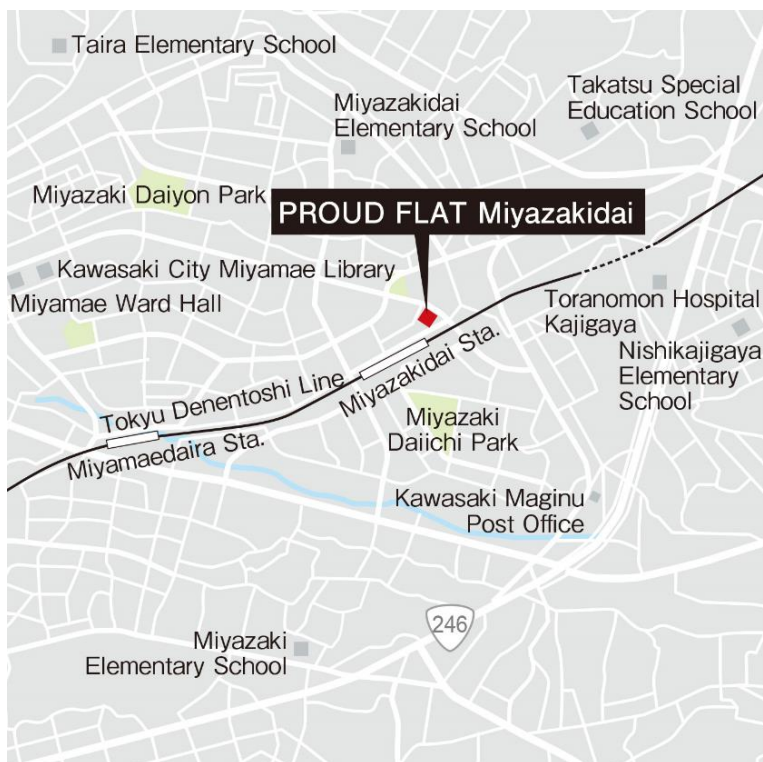 Taira Elementary School
Miyazakidai
Elementary School
Takatsu Special
Education School
Miyazaki Daiyon Park
PROUD FLAT Miyazakidai
Kawasaki City Miyamae Library
Miyamae Ward Hall
Toranomon Hospital
Kajigaya
Nishikajigaya
Elementary
School
Tokyu Denentoshi Line
Miyazakidai Sta.
Miyamaedaira Sta.
Miyazaki
Daiichi Park
Kawasaki Maginu
Post Office
246
Miyazaki
Elementary School